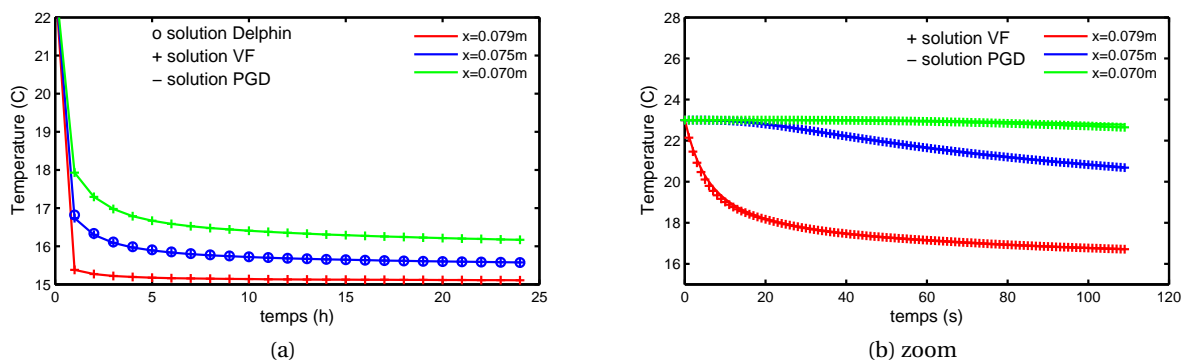 22
21
20
19
18
17
16
15
Temperature (C)
0
5
10
15
20
25
temps (h)
o solution Delphin
+ solution VF
– solution PGD
x=0.079m
x=0.075m
x=0.070m
(a)
28
26
24
22
20
18
16
Temperature (C)
0
20
40
60
80
100
120
temps (s)
+ solution VF
– solution PGD
x=0.079m
x=0.075m
x=0.070m
(b) zoom